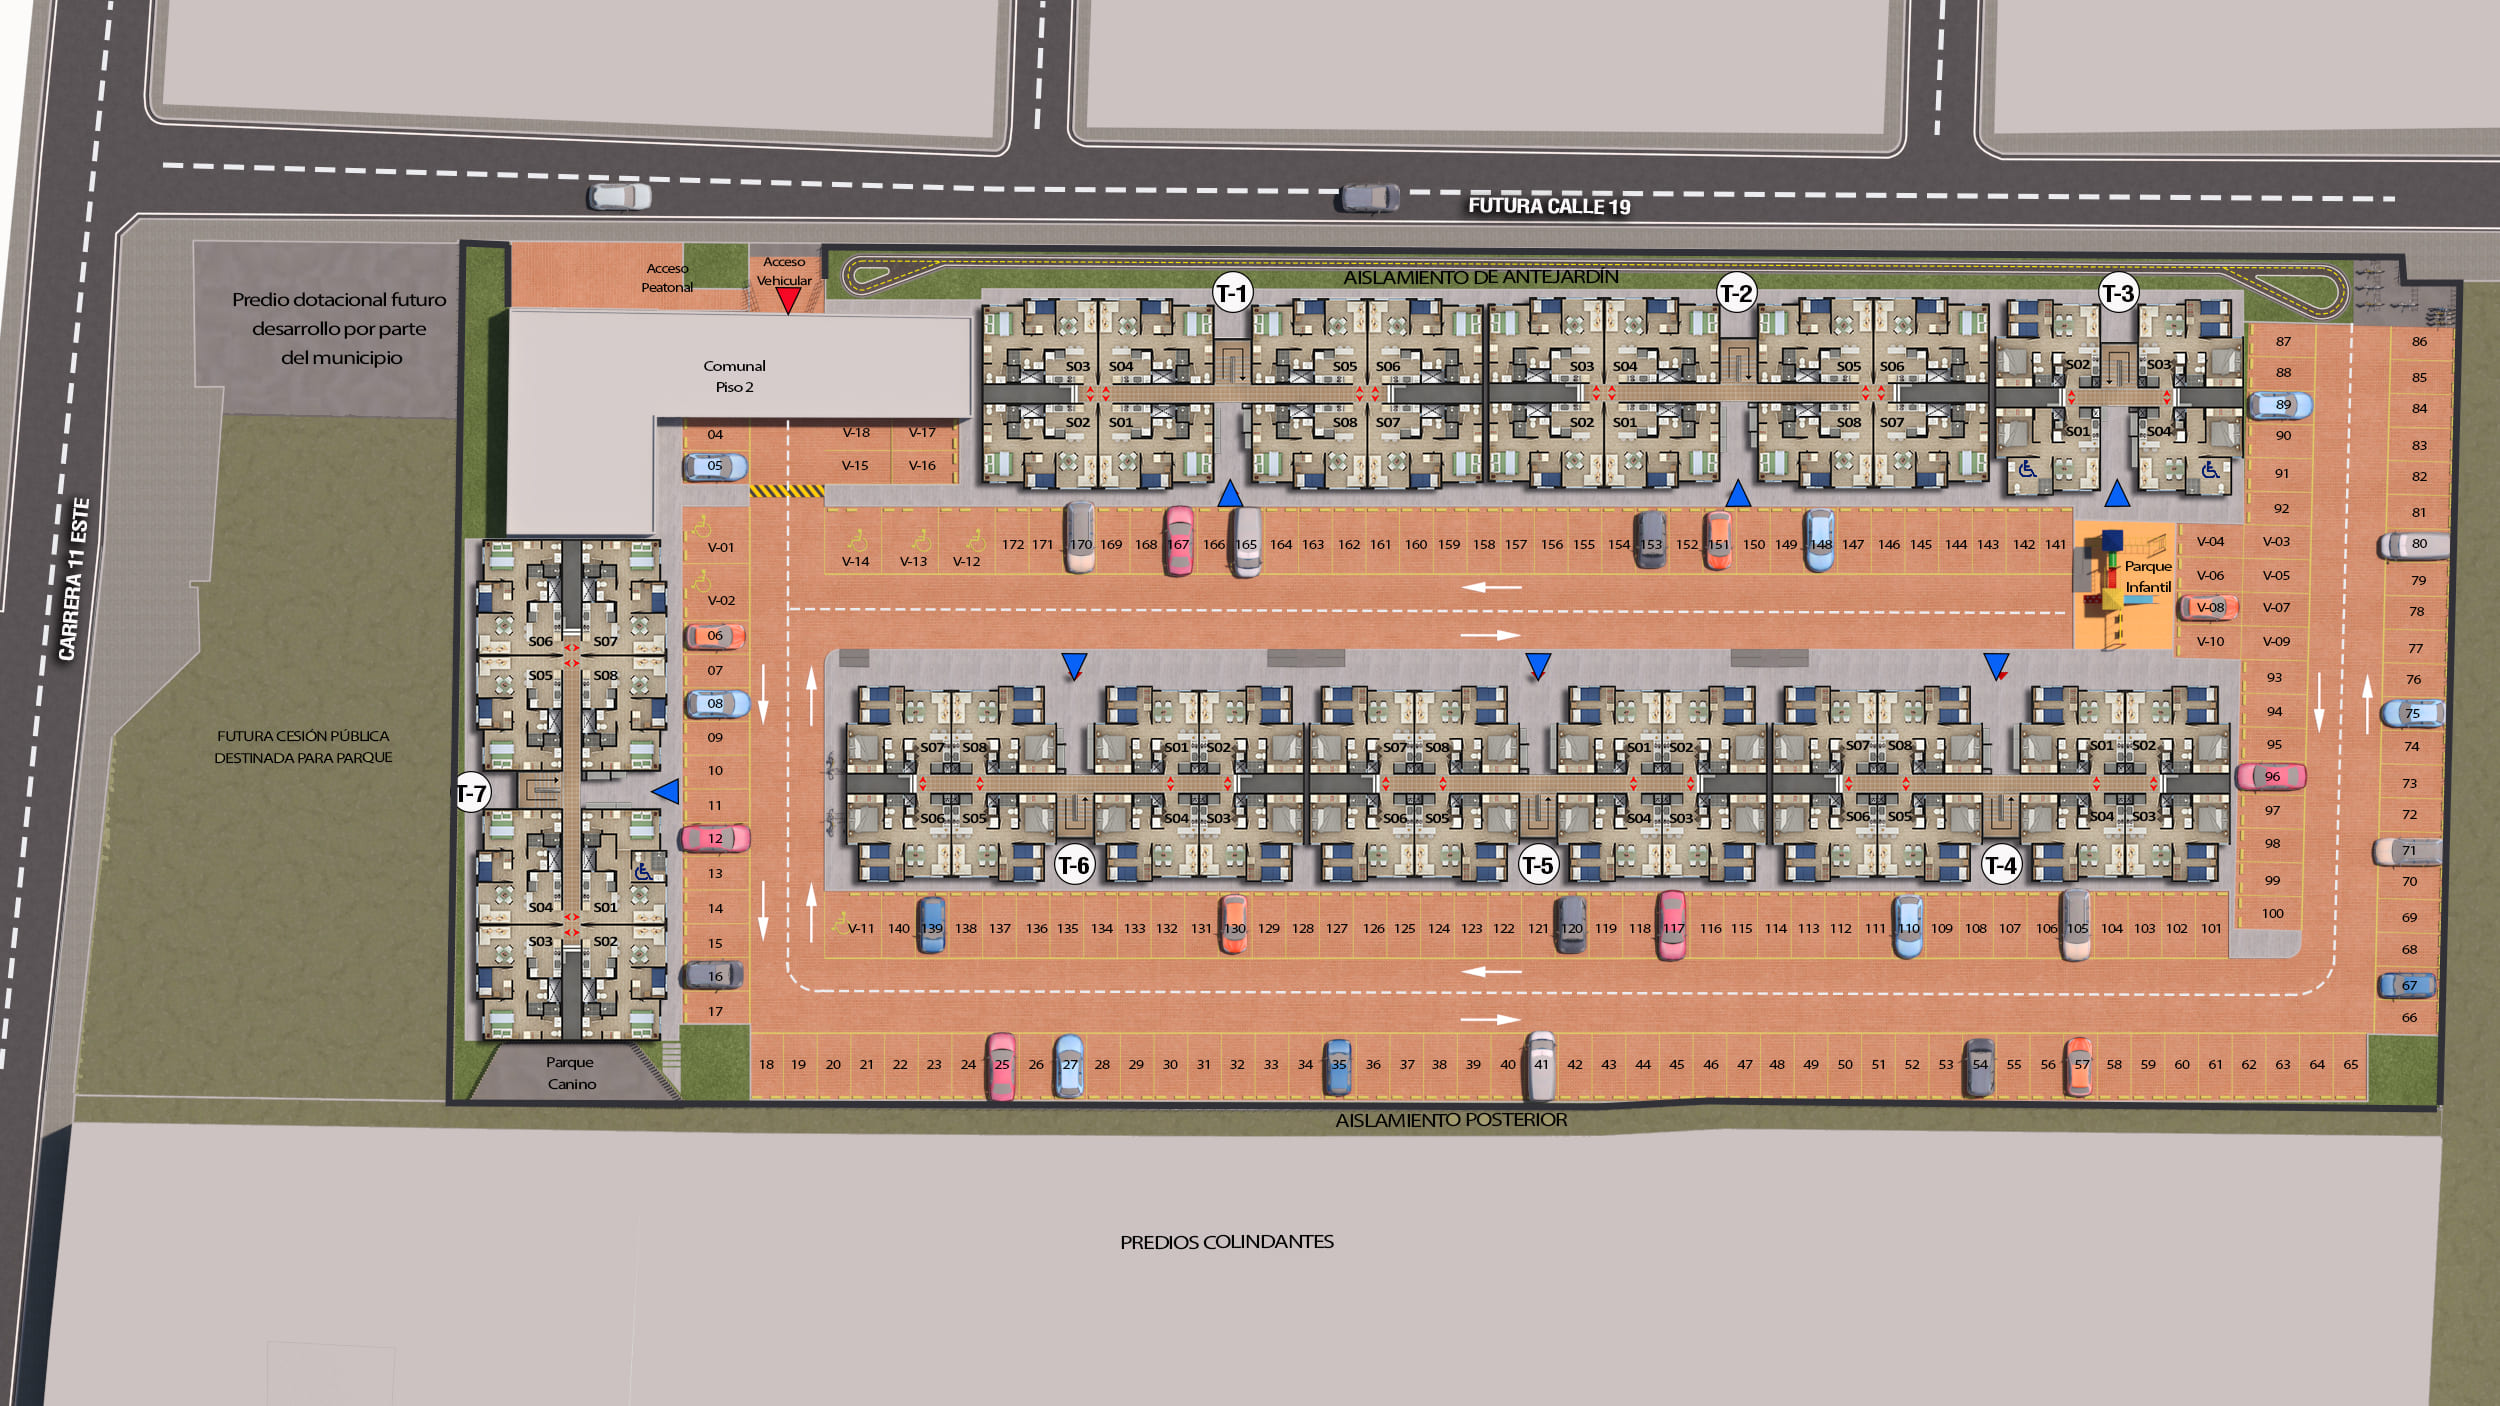 FUTURA CALLE 19
CARRERA 11 ESTE
Predio dotacional futuro
desarrollo por parte
del municipio
Acceso
Peatonal
Acceso
Vehicular
AISLAMIENTO DE ANTEJARDÍN
T-1
T-2
T-3
Comunal
Piso 2
S03 S04 S05 S06 S03 S04 S05 S06 S02 S03
S02 S01 S08 S07 S02 S01 S08 S07 S01 S04
04
05
V-18 V-17
V-15 V-16
87
88
89
90
91
92
86
85
84
83
82
81
80
79
78
77
76
75
74
73
72
71
70
69
68
67
66
V-01
V-02
06
07
08
09
10
11
12
13
14
15
16
17
V-14 V-13 V-12
172 171 170 169 168 167 166 165 164 163 162 161 160 159 158 157 156 155 154 153 152 151 150 149 148 147 146 145 144 143 142 141
Parque
Infantil
V-04 V-03
V-06 V-05
V-08 V-07
V-10 V-09
93
94
95
96
97
98
99
100
S06 S07
S05 S08
T-7
S04 S01
S03 S02
FUTURA CESIÓN PÚBLICA
DESTINADA PARA PARQUE
S07 S08 S01 S02 S07 S08 S01 S02 S07 S08 S01 S02
S06 S05 S04 S03 S06 S05 S04 S03 S06 S05 S04 S03
T-6
T-5
T-4
V-11 140 139 138 137 136 135 134 133 132 131 130 129 128 127 126 125 124 123 122 121 120 119 118 117 116 115 114 113 112 111 110 109 108 107 106 105 104 103 102 101
Parque
Canino
18 19 20 21 22 23 24 25 26 27 28 29 30 31 32 33 34 35 36 37 38 39 40 41 42 43 44 45 46 47 48 49 50 51 52 53 54 55 56 57 58 59 60 61 62 63 64 65
AISLAMIENTO POSTERIOR
PREDIOS COLINDANTES